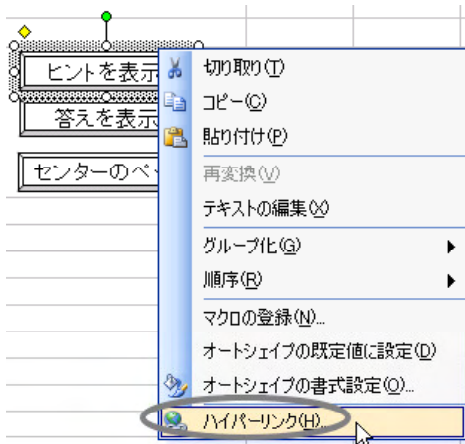 ヒントを表示
答えを表示
センターのペ
切り取り(T)
コピー(C)
貼り付け(P)
再変換(V)
テキストの編集(X)
グループ化(G)
順序(R)
マクロの登録(N)...
オートシェイプの既定値に設定(D)
オートシェイプの書式設定(O)...
ハイパーリンク(H)...